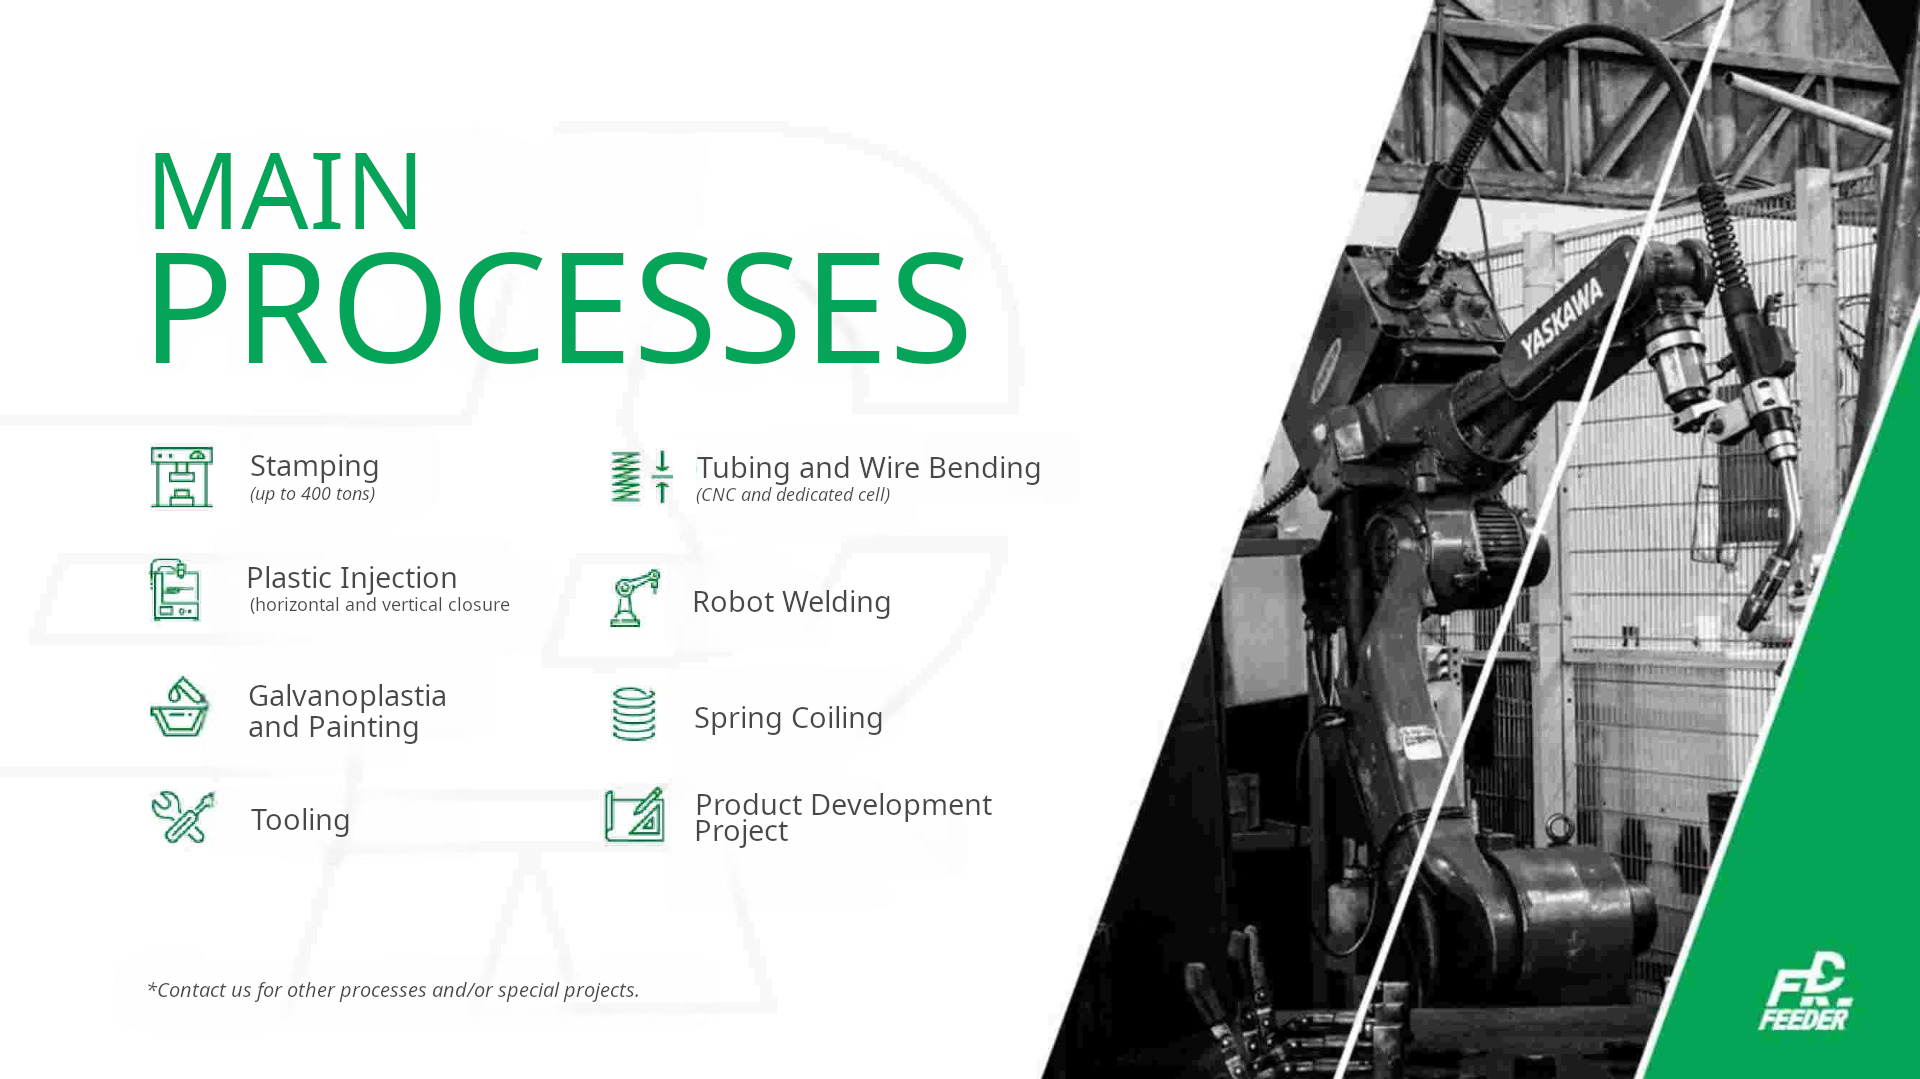 MAIN
PROCESSES
Stamping
(up to 400 tons)
Plastic Injection
(horizontal and vertical closure
Galvanoplastia
and Painting
Tooling
Tubing and Wire Bending
(CNC and dedicated cell)
Robot Welding
Spring Coiling
Product Development
Project
*Contact us for other processes and/or special projects.
YASKAWA
FEEDER